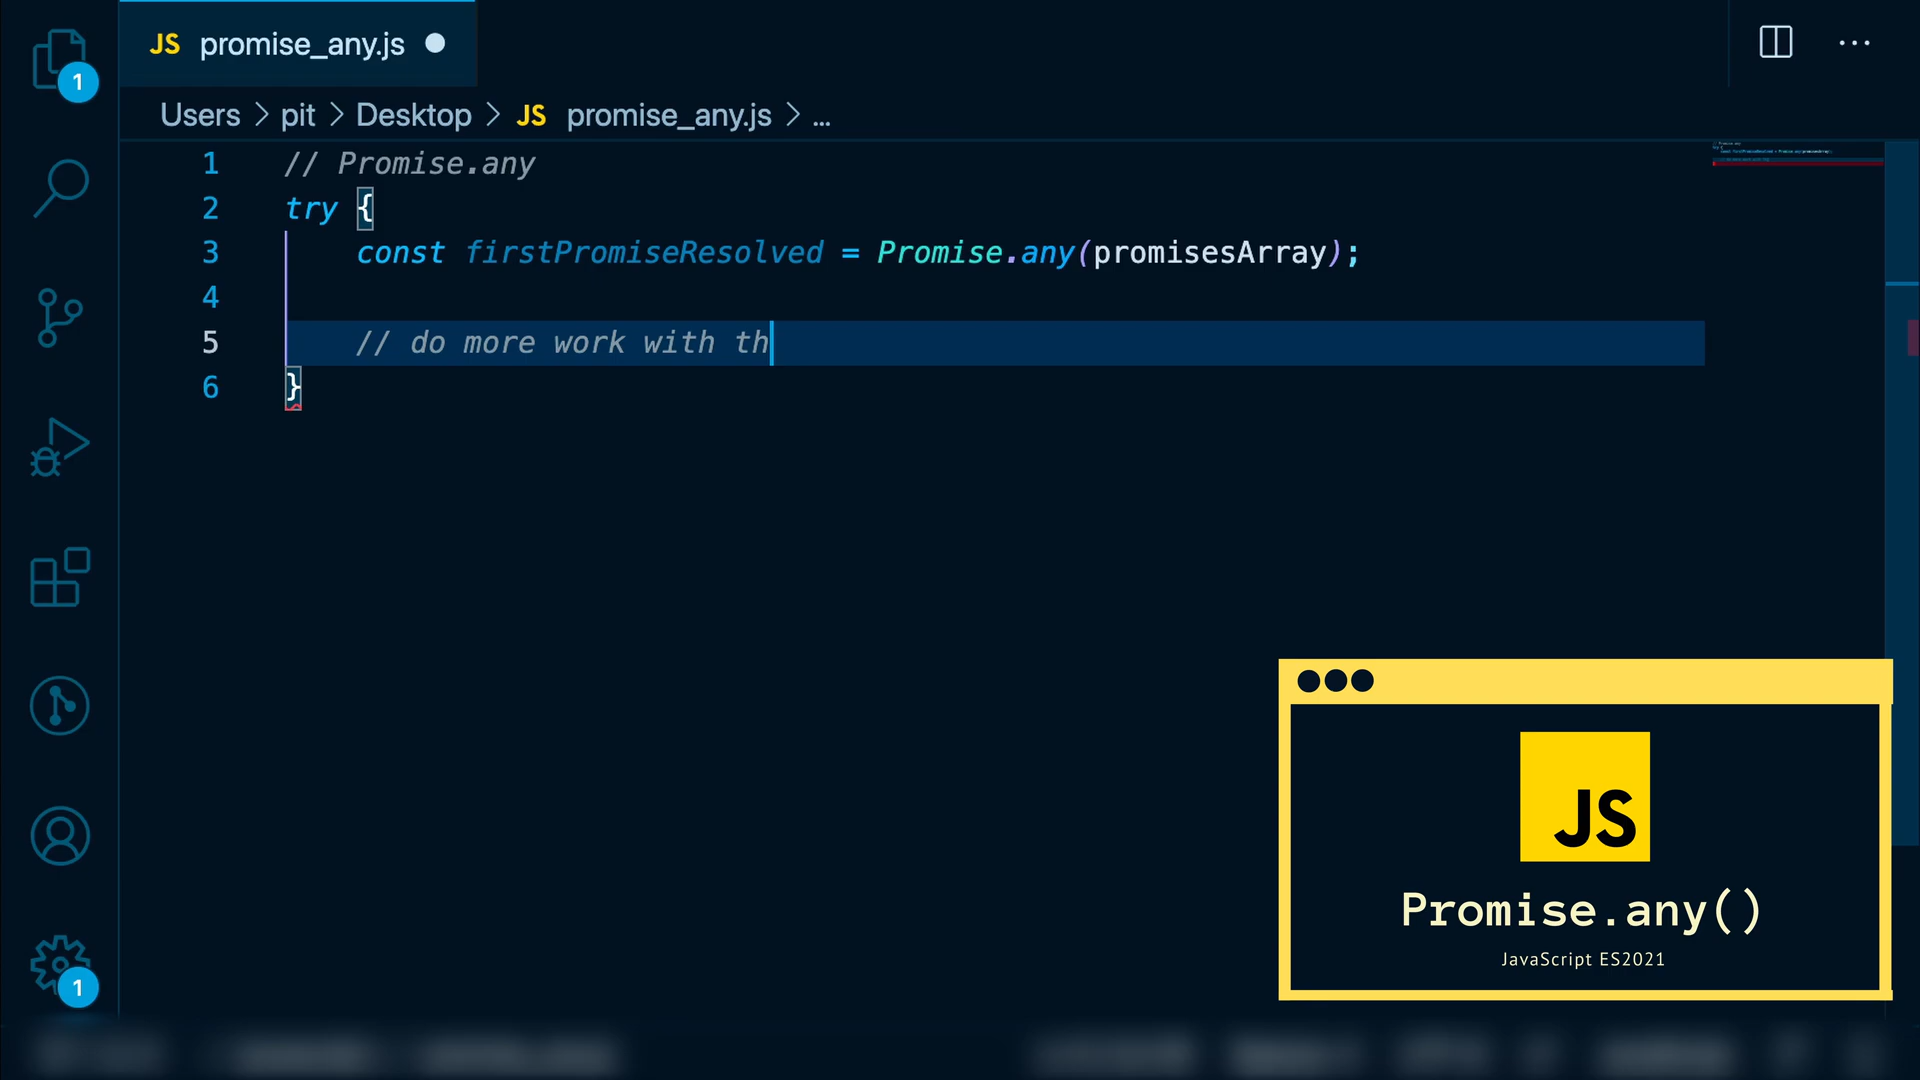 JS promise_any.js
1
Users > pit > Desktop > JS promise_any.js > ...
1 // Promise.any
2 try {
3 const firstPromiseResolved = Promise.any(promisesArray);
4
5 // do more work with th
6 }
JS
Promise.any()
JavaScript ES2021
1